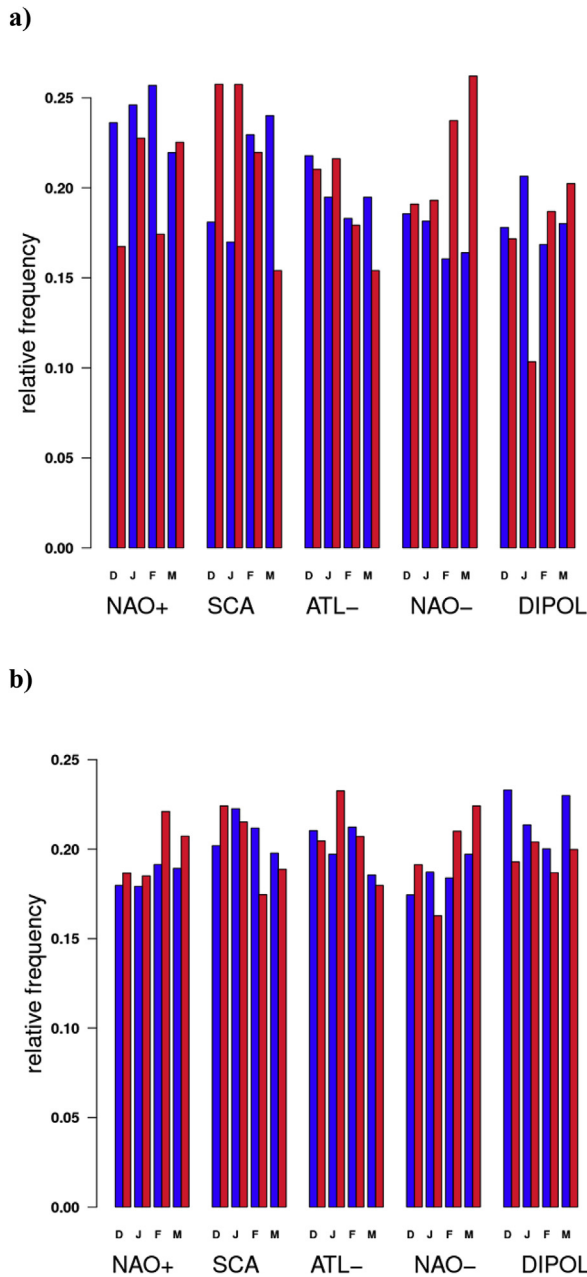 a)
relative frequency
0.25
0.20
0.15
0.10
0.05
0.00
D J F M D J F M D J F M D J F M D J F M
NAO+ SCA ATL− NAO− DIPOL
b)
relative frequency
0.25
0.20
0.15
0.10
0.05
0.00
D J F M D J F M D J F M D J F M D J F M
NAO+ SCA ATL− NAO− DIPOL